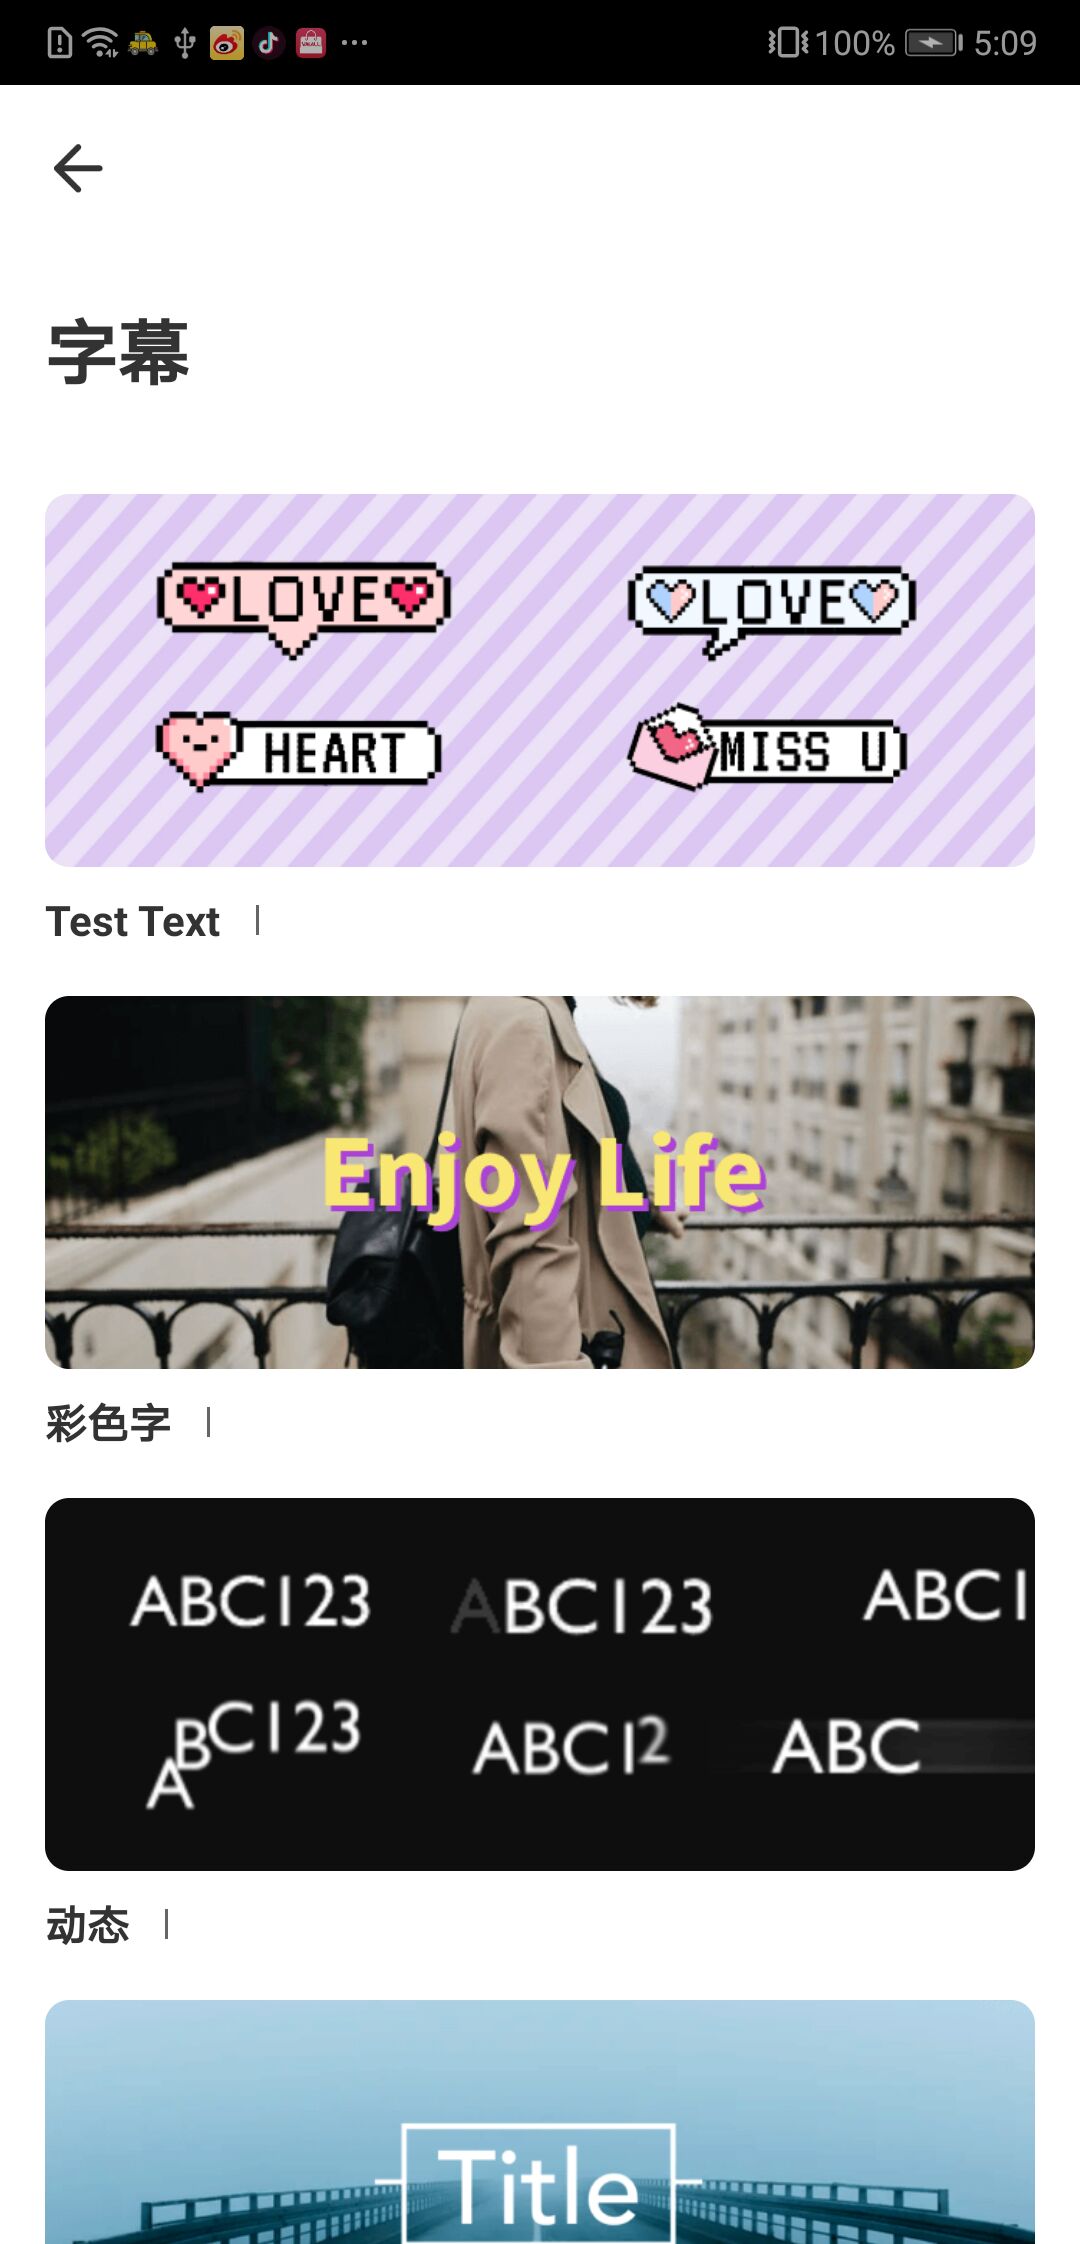 100% 5:09
字幕
LOVE LOVE
HEART MISS U
Test Text
Enjoy Life
彩色字
ABC123 ABC123 ABC1
ABC123 ABC12 ABC
动态
Title